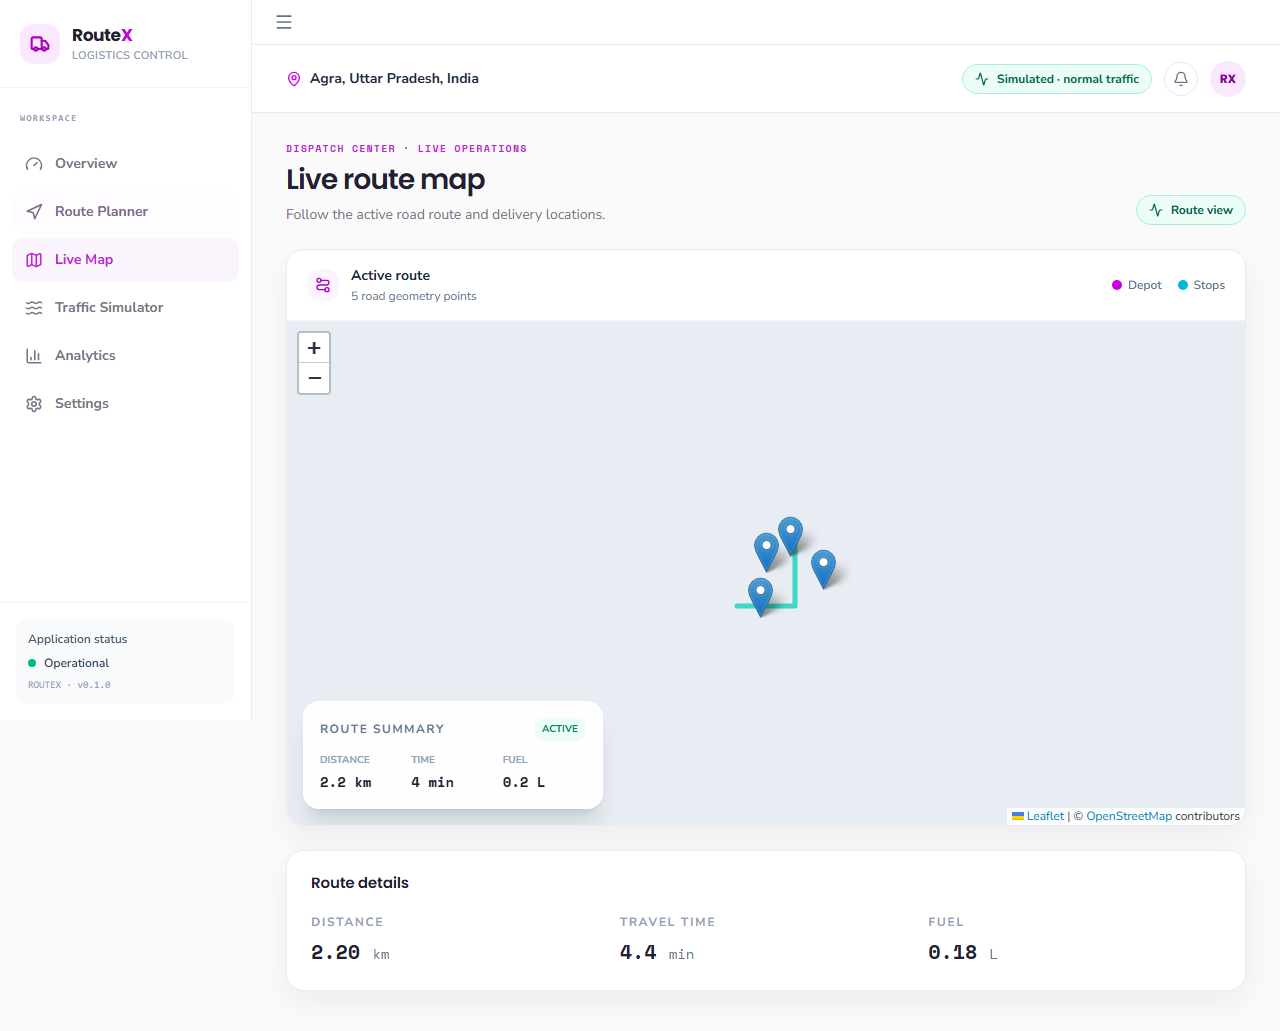 RouteX
LOGISTICS CONTROL
WORKSPACE
Overview
Route Planner
Live Map
Traffic Simulator
Analytics
Settings
Application status
Operational
ROUTEX · v0.1.0
Agra, Uttar Pradesh, India
Simulated · normal traffic
RX
DISPATCH CENTER · LIVE OPERATIONS
Live route map
Follow the active road route and delivery locations.
Route view
Active route
5 road geometry points
Depot
Stops
+
−
ROUTE SUMMARY
ACTIVE
DISTANCE TIME FUEL
2.2 km 4 min 0.2 L
Leaflet | © OpenStreetMap contributors
Route details
DISTANCE TRAVEL TIME FUEL
2.20 km 4.4 min 0.18 L